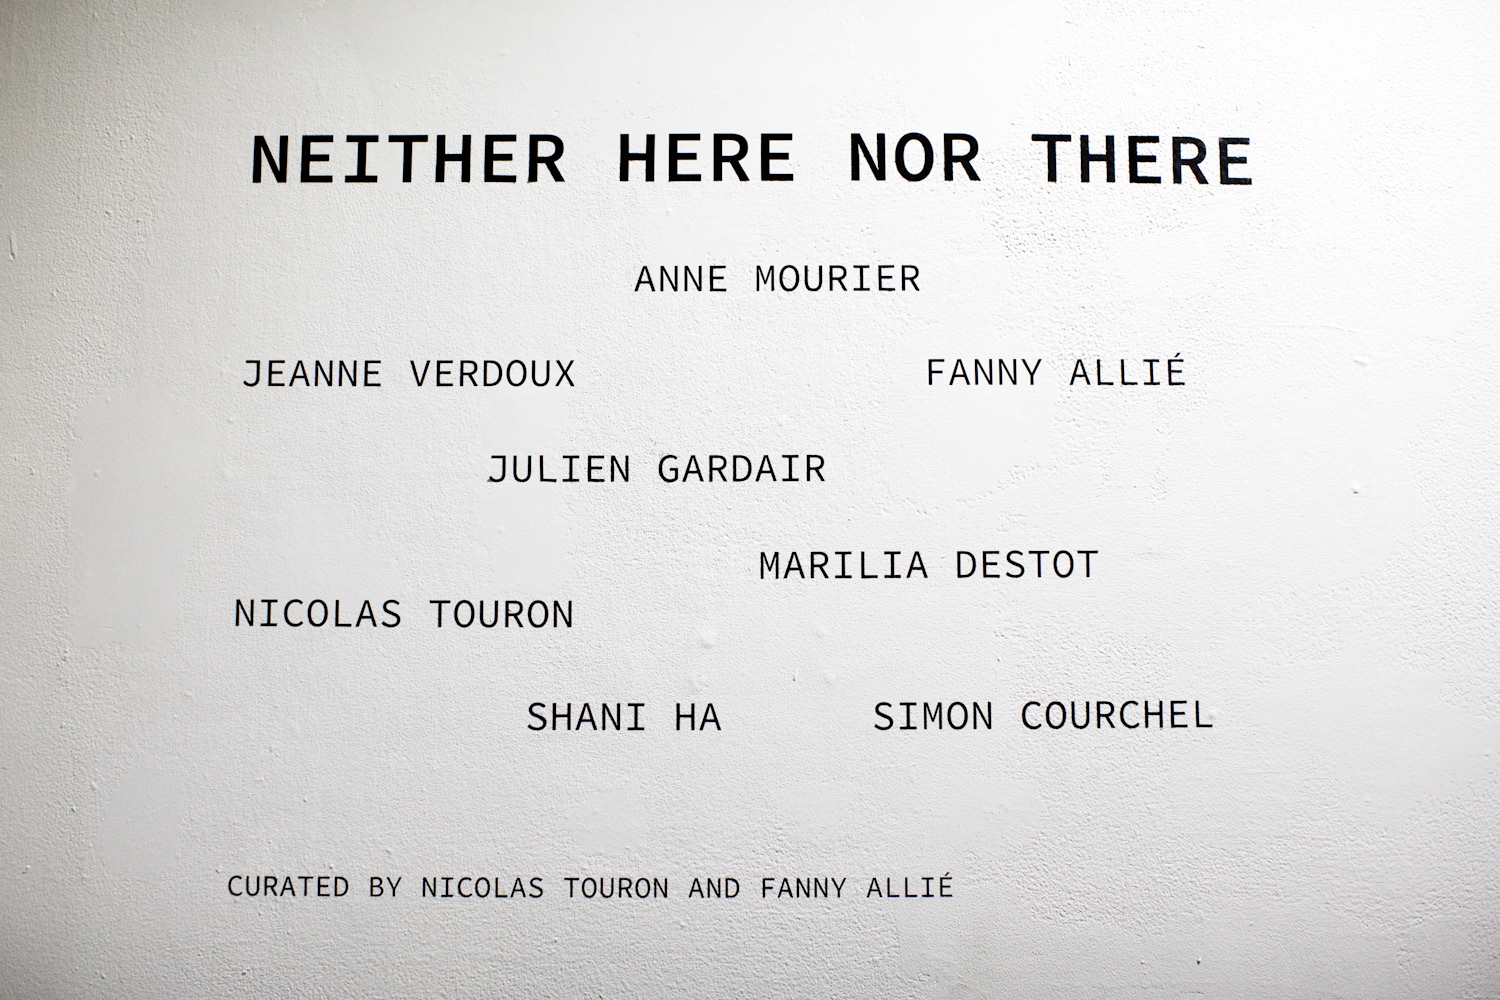 NEITHER HERE NOR THERE
ANNE MOURIER
JEANNE VERDOUX
FANNY ALLIÉ
JULIEN GARDAIR
MARILIA DESTOT
NICOLAS TOURON
SHANI HA
SIMON COURCHEL
CURATED BY NICOLAS TOURON AND FANNY ALLIÉ